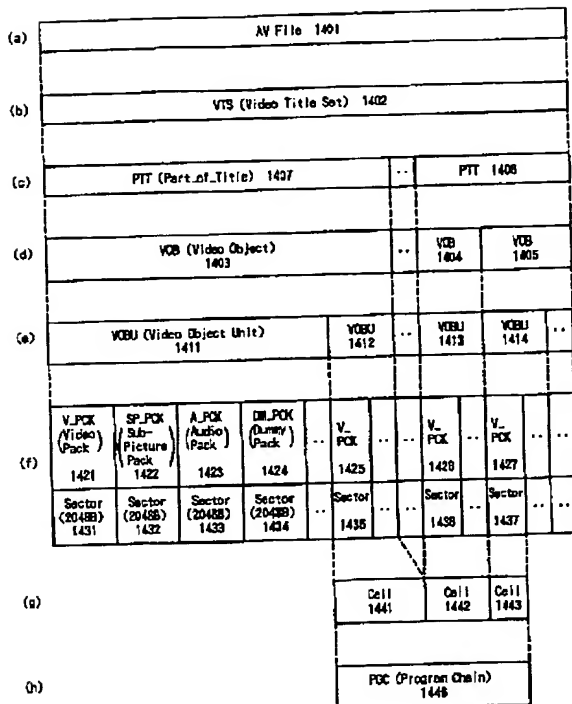 (a)
AV File 1401
(b)
VTS (Video Title Set) 1402
(c)
PTT (Part_of_Title) 1407
..
PTT 1406
(d)
VOB (Video Object)
1403
..
VOB
1404
VOB
1405
(e)
VOBU (Video Object Unit)
1411
VOBU
1412
..
VOBU
1413
VOBU
1414
..
(f)
V_PCK
(Video
Pack)
1421
SP_PCK
(Sub-
Picture
Pack)
1422
A_PCK
(Audio
Pack)
1423
DM_PCK
(Dummy
Pack)
1424
..
V_
PCK
1425
..
..
V_
PCK
1426
..
V_
PCK
1427
..
..
Sector
(2048B)
1431
Sector
(2048B)
1432
Sector
(2048B)
1433
Sector
(2048B)
1434
..
Sector
1435
..
..
Sector
1436
..
Sector
1437
..
..
(g)
Cell
1441
Cell
1442
Cell
1443
(h)
PGC (Program Chain)
1446